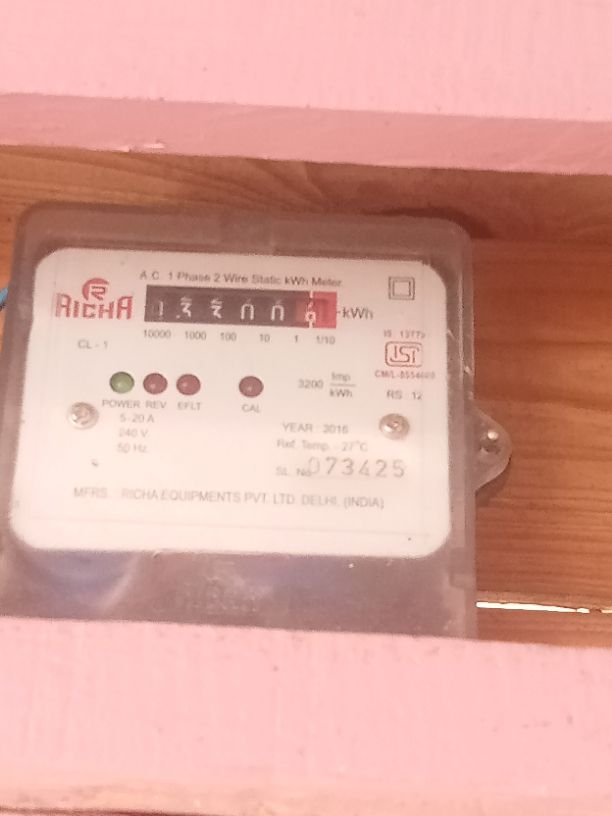 A.C. 1 Phase 2 Wire Static kWh Meter
R
RICHA
kWh
10000 1000 100 10 1 1/10
CL - 1
IS : 13779
ISI
3200 Imp/kWh
RS : 12
POWER REV EFLT CAL
5-20 A
240 V.
50 Hz.
YEAR : 2016
Ref. Temp. : 27°C
SL. No. 073425
MFRS. : RICHA EQUIPMENTS PVT. LTD. DELHI, (INDIA)